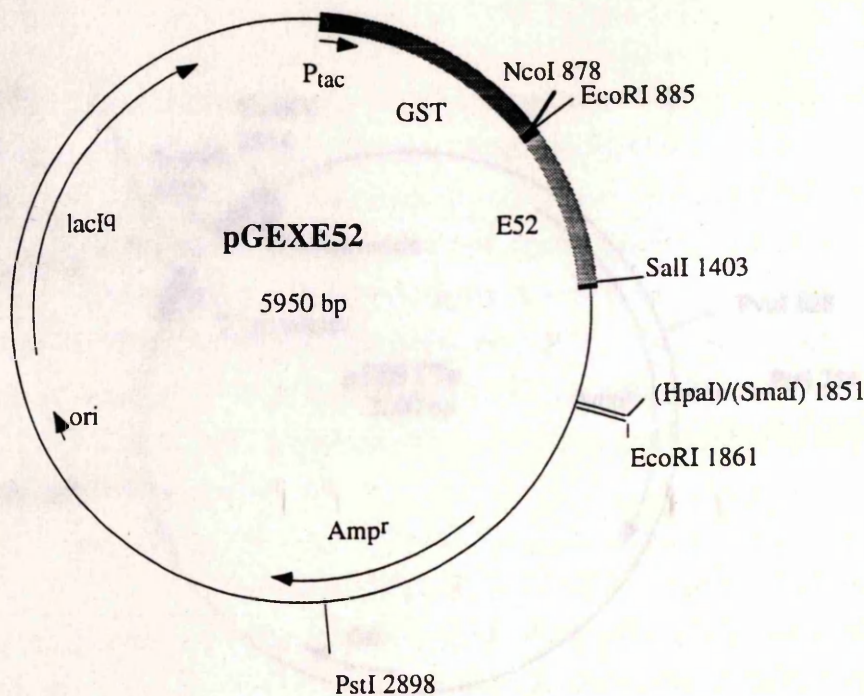 NcoI 878
EcoRI 885
Ptac
GST
lacIq
pGEXE52
E52
5950 bp
SalI 1403
(HpaI)/(SmaI) 1851
ori
EcoRI 1861
Ampr
PstI 2898